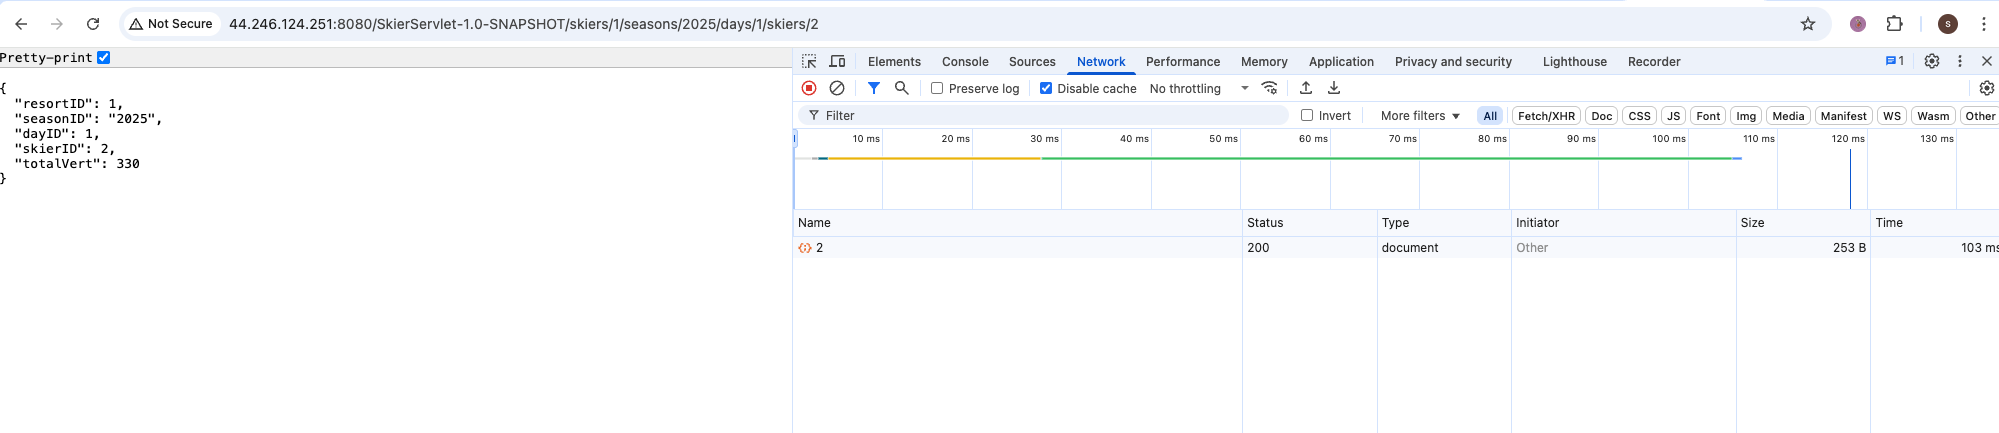 Not Secure 44.246.124.251:8080/SkierServlet-1.0-SNAPSHOT/skiers/1/seasons/2025/days/1/skiers/2 s
Pretty-print
{
"resortID": 1,
"seasonID": "2025",
"dayID": 1,
"skierID": 2,
"totalVert": 330
}
Elements Console Sources Network Performance Memory Application Privacy and security Lighthouse Recorder 1
Preserve log Disable cache No throttling
Filter Invert More filters All Fetch/XHR Doc CSS JS Font Img Media Manifest WS Wasm Other
10 ms 20 ms 30 ms 40 ms 50 ms 60 ms 70 ms 80 ms 90 ms 100 ms 110 ms 120 ms 130 ms
Name Status Type Initiator Size Time
2 200 document Other 253 B 103 ms